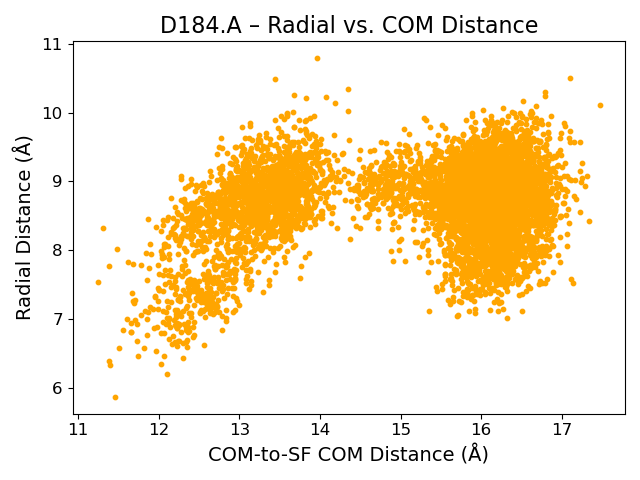 D184.A – Radial vs. COM Distance
11
10
9
8
7
6
Radial Distance (Å)
11 12 13 14 15 16 17
COM-to-SF COM Distance (Å)